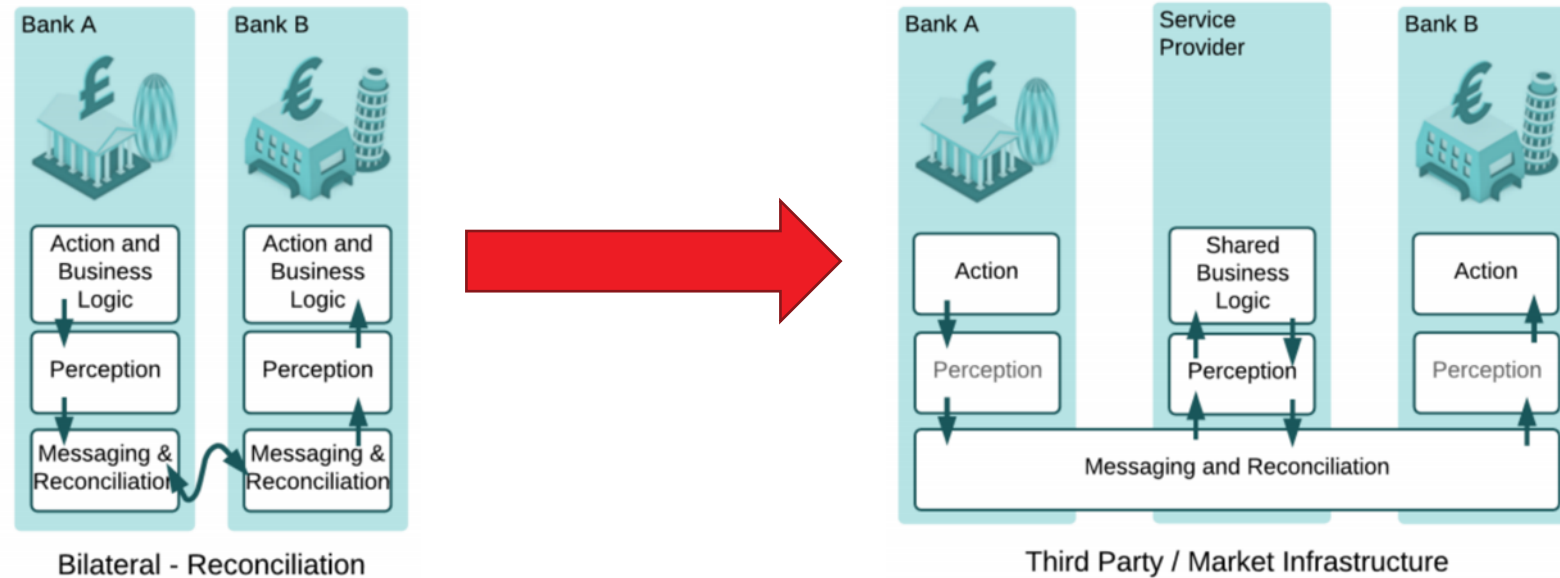 Bank A
£
Action and
Business
Logic
Perception
Messaging &
Reconciliation
Bank B
€
Action and
Business
Logic
Perception
Messaging &
Reconciliation
Bilateral - Reconciliation
Bank A
£
Action
Perception
Service
Provider
Shared
Business
Logic
Perception
Bank B
€
Action
Perception
Messaging and Reconciliation
Third Party / Market Infrastructure